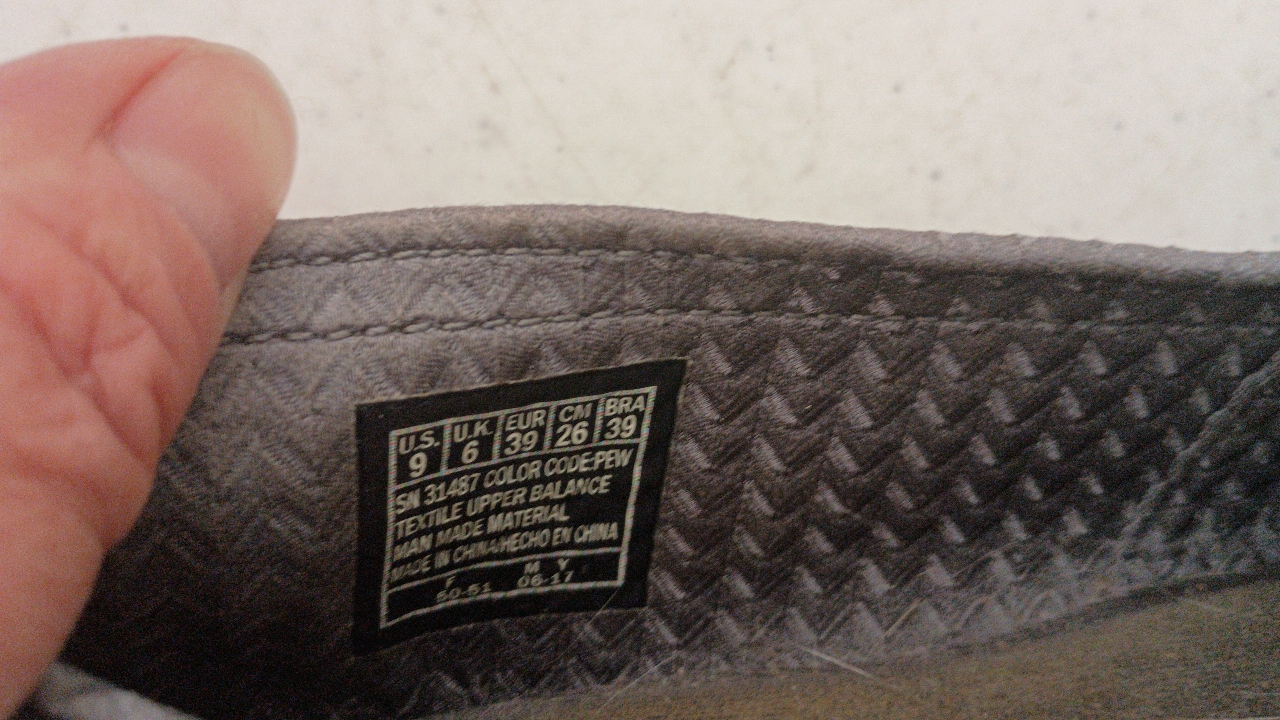 U.S. U.K. EUR CM BRA
9 6 39 26 39
SN 31487 COLOR CODE:PEW
TEXTILE UPPER BALANCE
MAN MADE MATERIAL
MADE IN CHINA/HECHO EN CHINA
F M Y
50-51 06-17